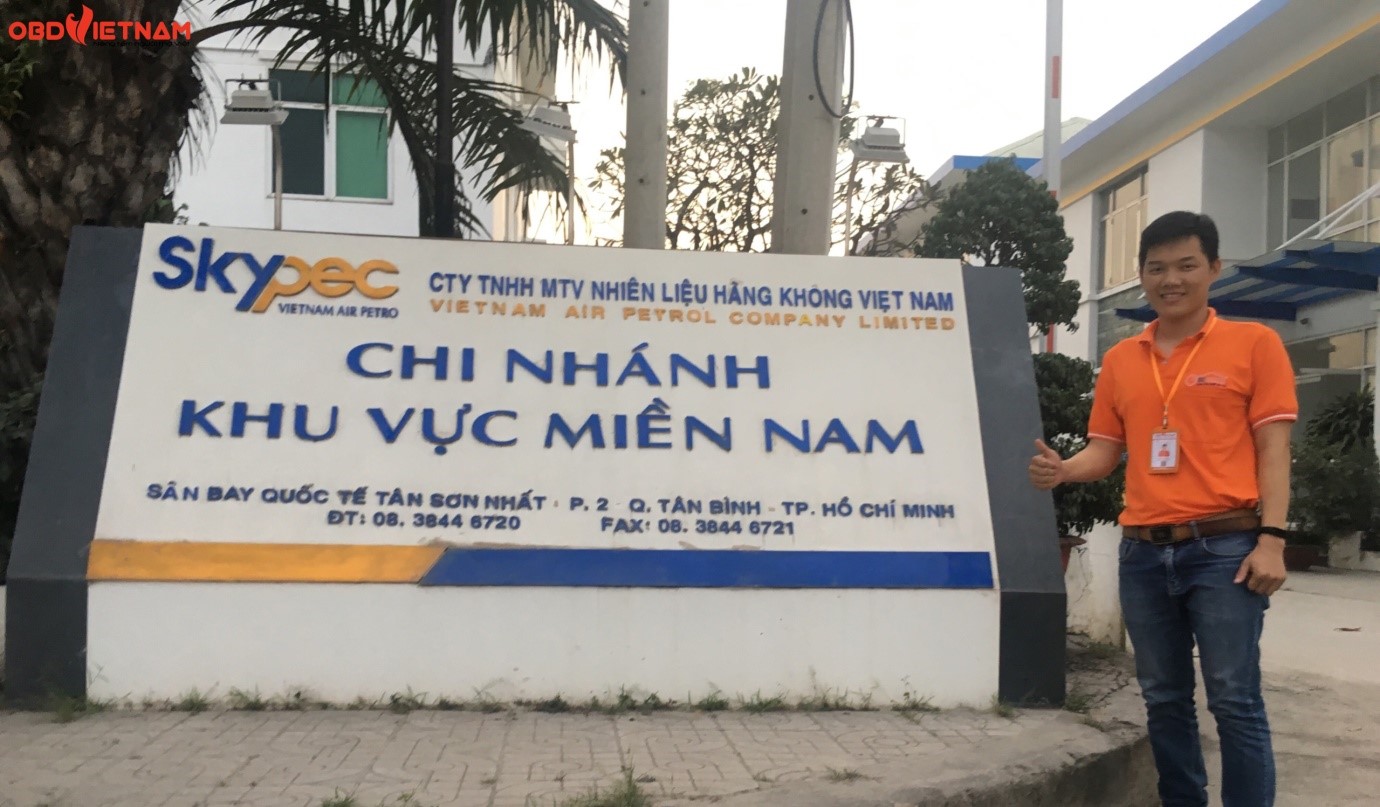 OBDVIETNAM
Skypec
VIETNAM AIR PETRO
CTY TNHH MTV NHIÊN LIỆU HÃNG KHÔNG VIỆT NAM
VIETNAM AIR PETROL COMPANY LIMITED
CHI NHÁNH
KHU VỰC MIỀN NAM
SÂN BAY QUỐC TẾ TÂN SƠN NHẤT - P. 2 - Q. TÂN BÌNH - TP. HỒ CHÍ MINH
ĐT: 08. 3844 6720 FAX: 08. 3844 6721